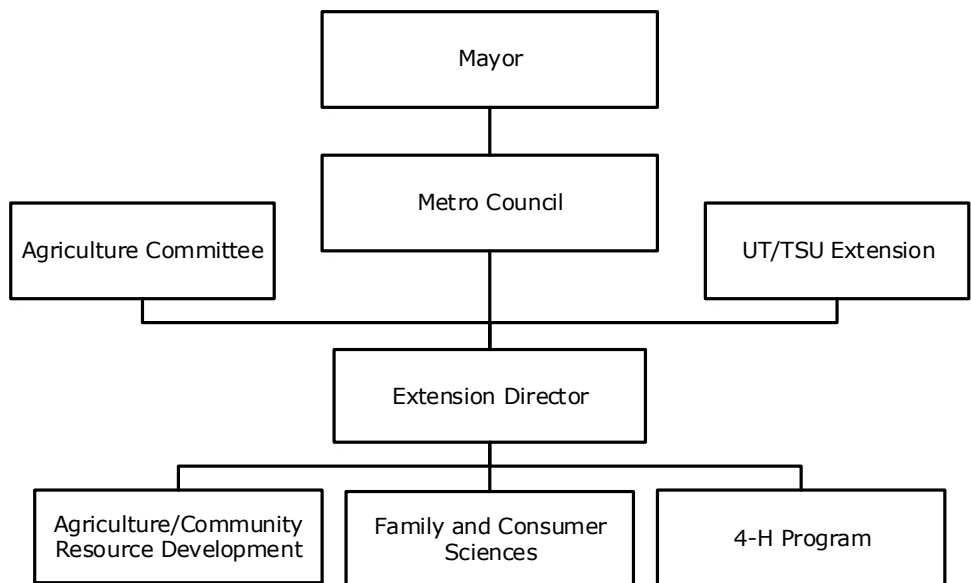 Mayor
Metro Council
Agriculture Committee
UT/TSU Extension
Extension Director
Agriculture/Community
Resource Development
Family and Consumer
Sciences
4-H Program